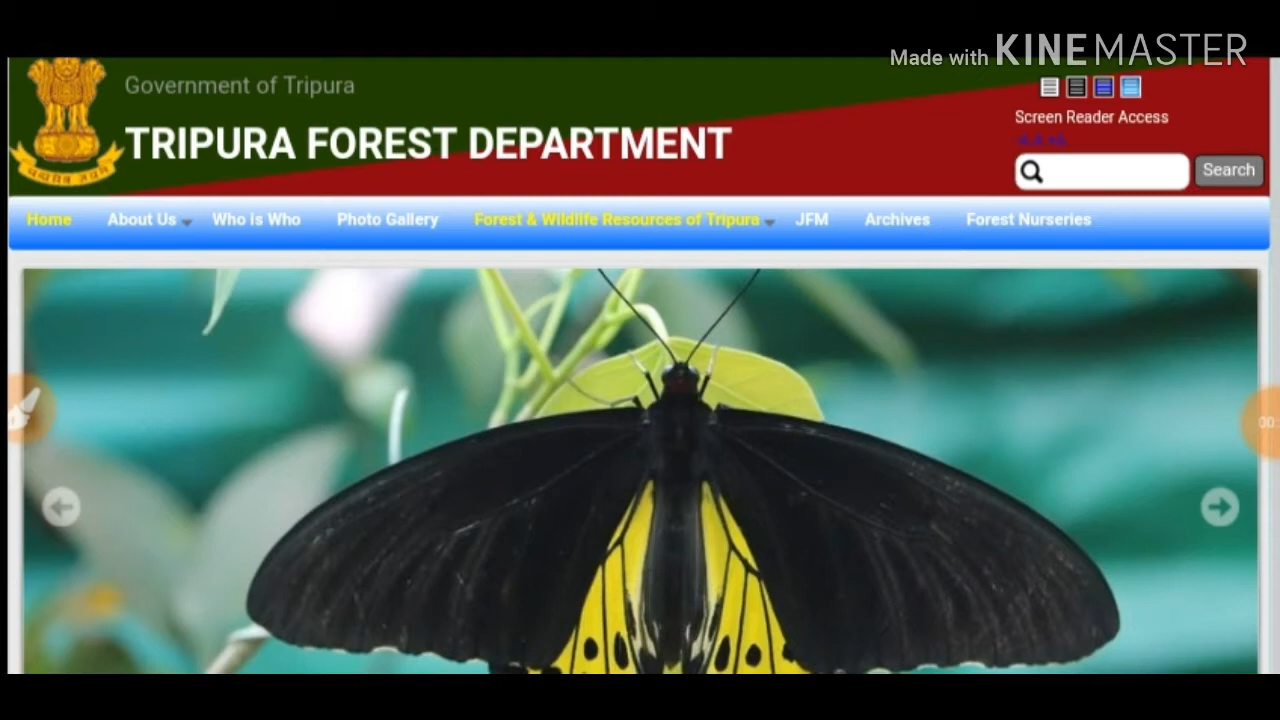 Made with KINEMASTER
Government of Tripura
TRIPURA FOREST DEPARTMENT
Screen Reader Access
Search
Home About Us Who is Who Photo Gallery Forest & Wildlife Resources of Tripura JFM Archives Forest Nurseries
00: